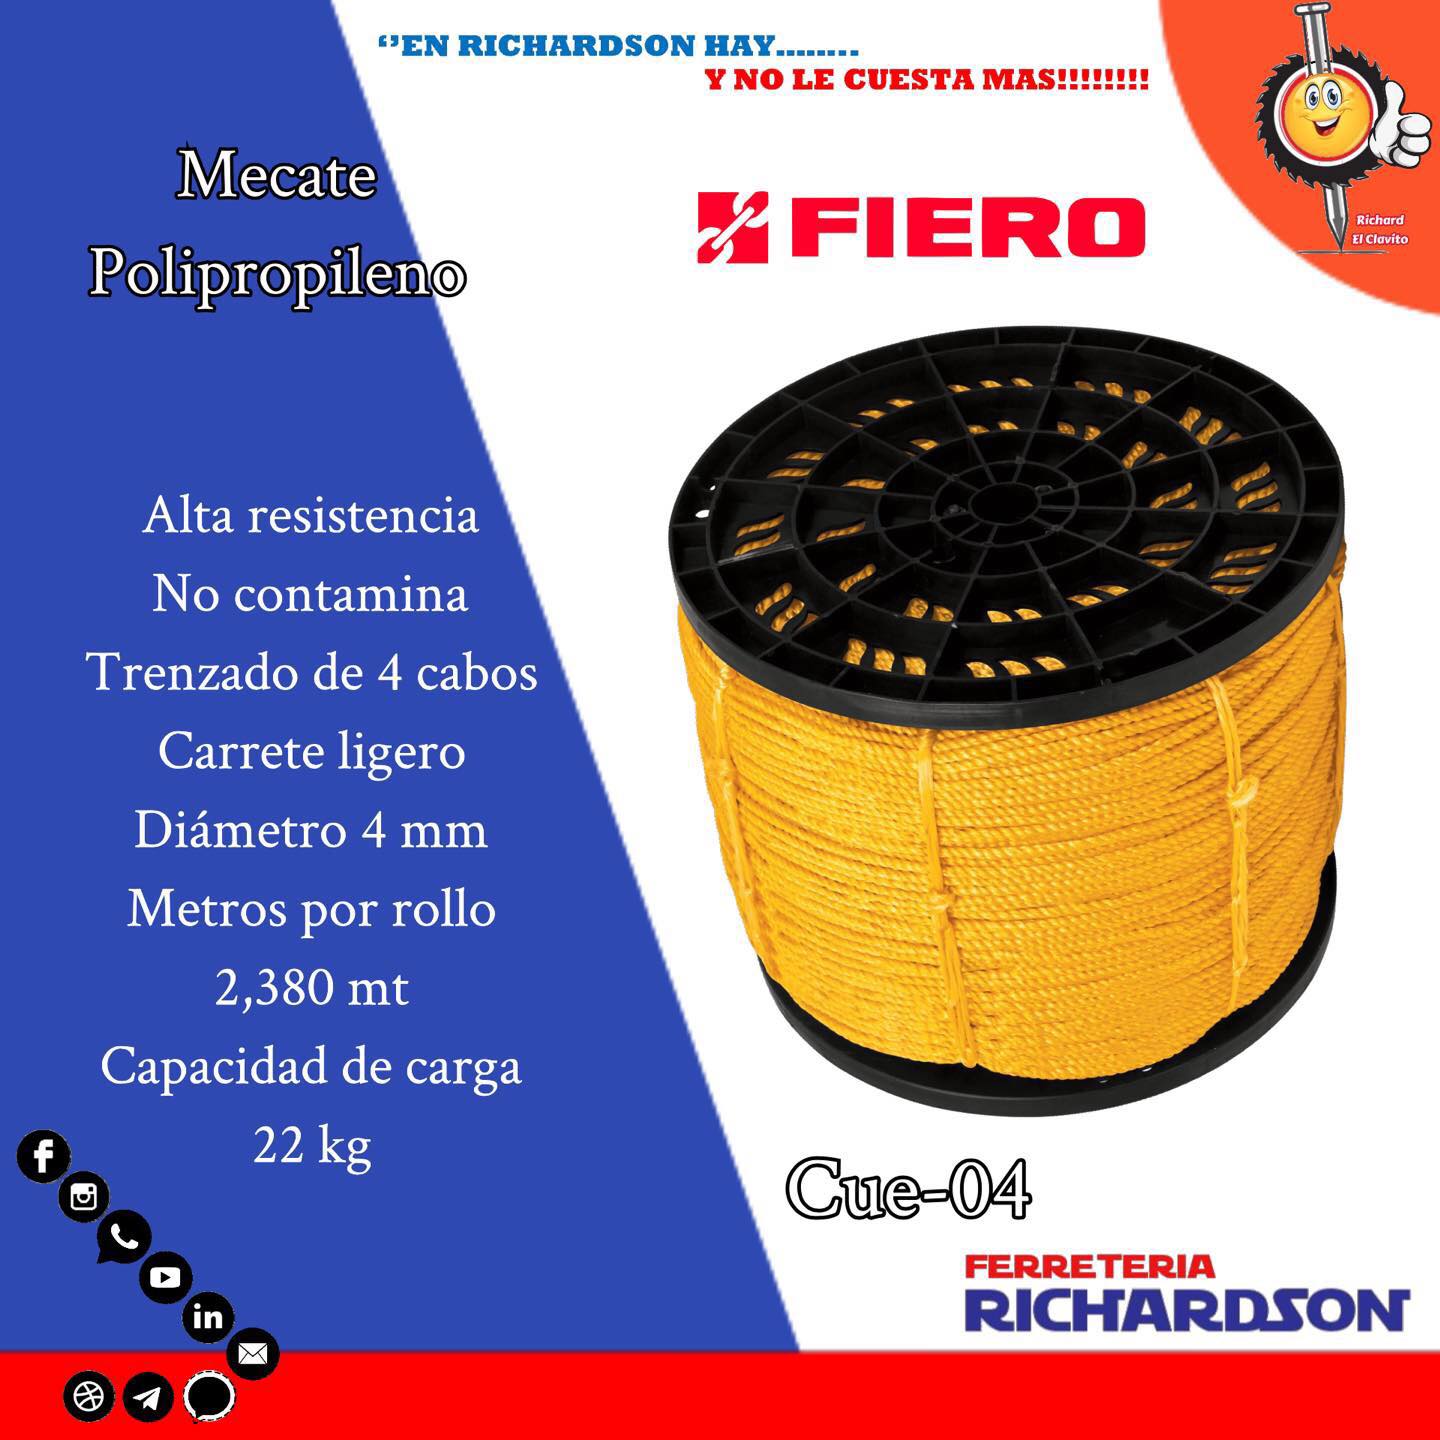 ‘’EN RICHARDSON HAY........
Y NO LE CUESTA MAS!!!!!!!!
Richard
El Clavito
Mecate
Polipropileno
FIERO
Alta resistencia
No contamina
Trenzado de 4 cabos
Carrete ligero
Diámetro 4 mm
Metros por rollo
2,380 mt
Capacidad de carga
22 kg
Cue-04
FERRETERIA
RICHARDSON